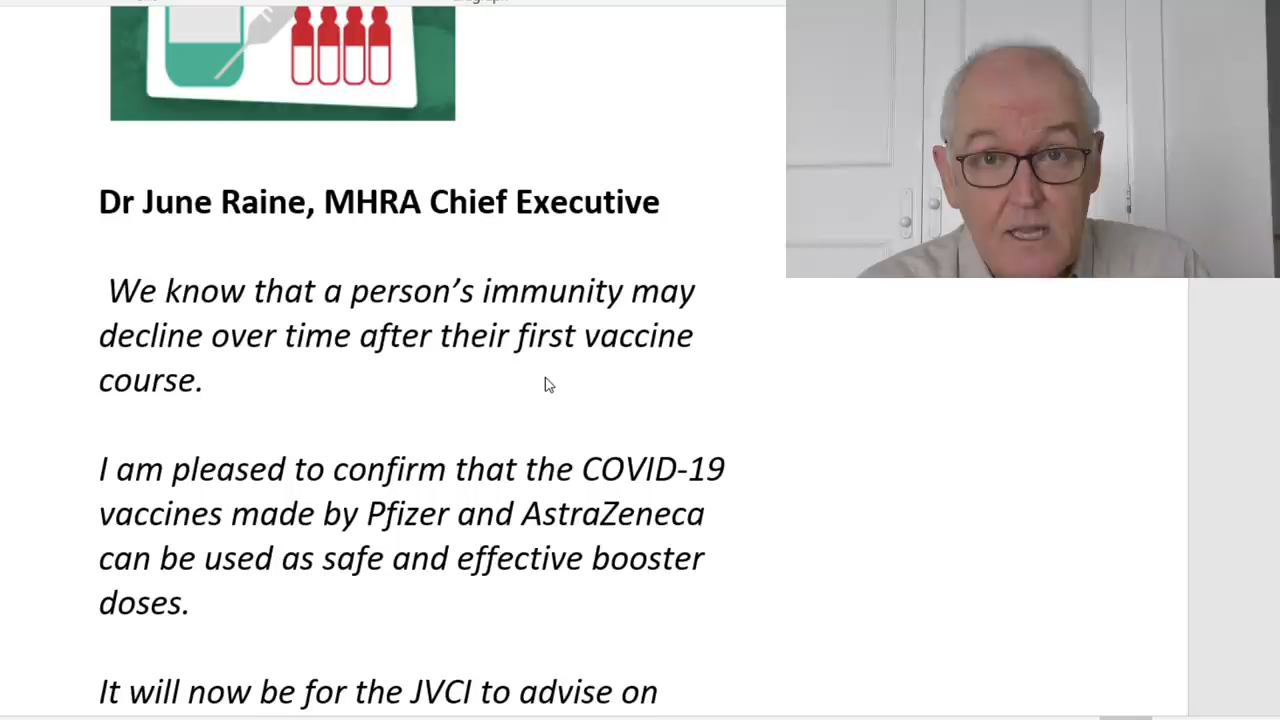 Dr June Raine, MHRA Chief Executive
We know that a person's immunity may
decline over time after their first vaccine
course.
I am pleased to confirm that the COVID-19
vaccines made by Pfizer and AstraZeneca
can be used as safe and effective booster
doses.
It will now be for the JVCI to advise on